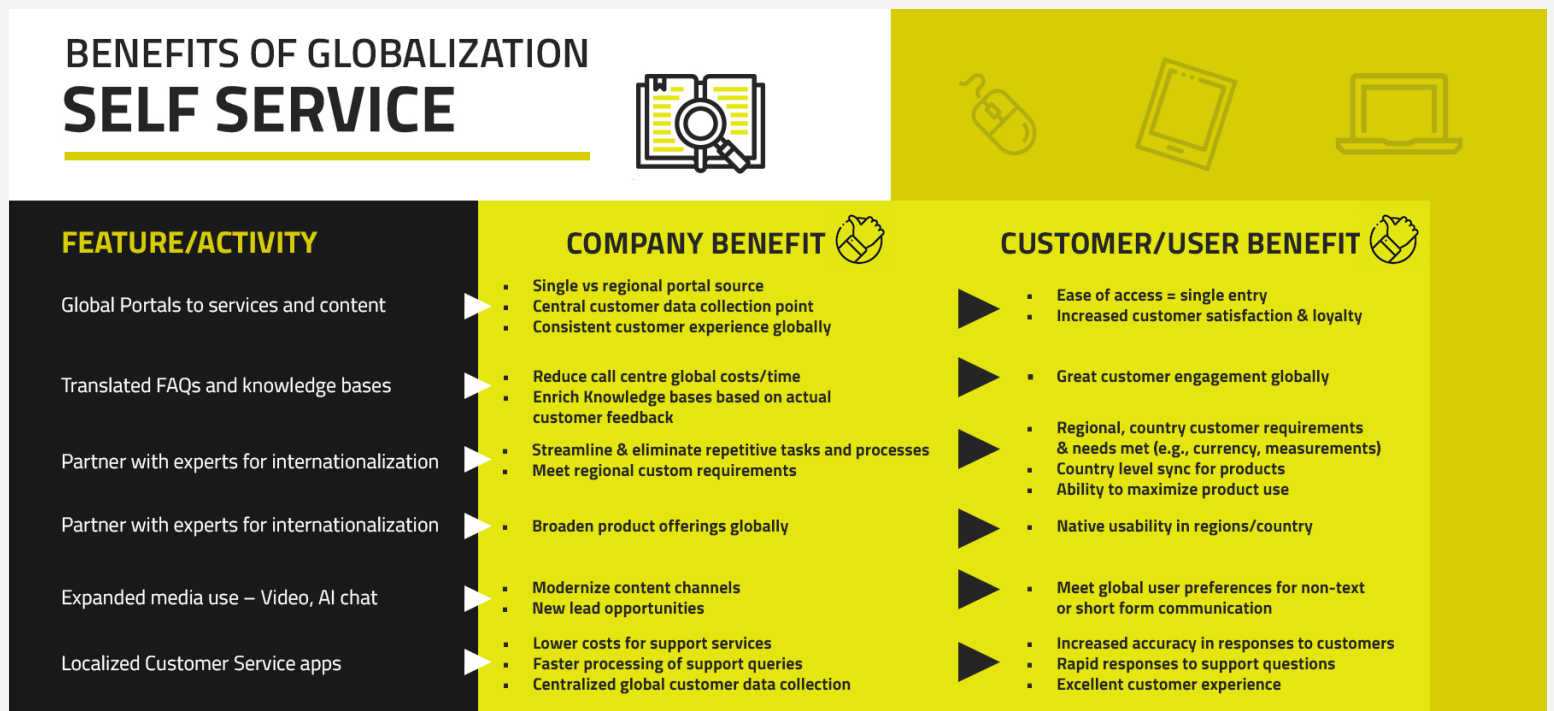 BENEFITS OF GLOBALIZATION
SELF SERVICE
FEATURE/ACTIVITY
COMPANY BENEFIT
CUSTOMER/USER BENEFIT
Global Portals to services and content
▪ Single vs regional portal source
▪ Central customer data collection point
▪ Consistent customer experience globally
▪ Ease of access = single entry
▪ Increased customer satisfaction & loyalty
Translated FAQs and knowledge bases
▪ Reduce call centre global costs/time
▪ Enrich Knowledge bases based on actual
customer feedback
▪ Great customer engagement globally
Partner with experts for internationalization
▪ Streamline & eliminate repetitive tasks and processes
▪ Meet regional custom requirements
▪ Regional, country customer requirements
& needs met (e.g., currency, measurements)
▪ Country level sync for products
▪ Ability to maximize product use
Partner with experts for internationalization
▪ Broaden product offerings globally
▪ Native usability in regions/country
Expanded media use – Video, AI chat
▪ Modernize content channels
▪ New lead opportunities
▪ Meet global user preferences for non-text
or short form communication
Localized Customer Service apps
▪ Lower costs for support services
▪ Faster processing of support queries
▪ Centralized global customer data collection
▪ Increased accuracy in responses to customers
▪ Rapid responses to support questions
▪ Excellent customer experience